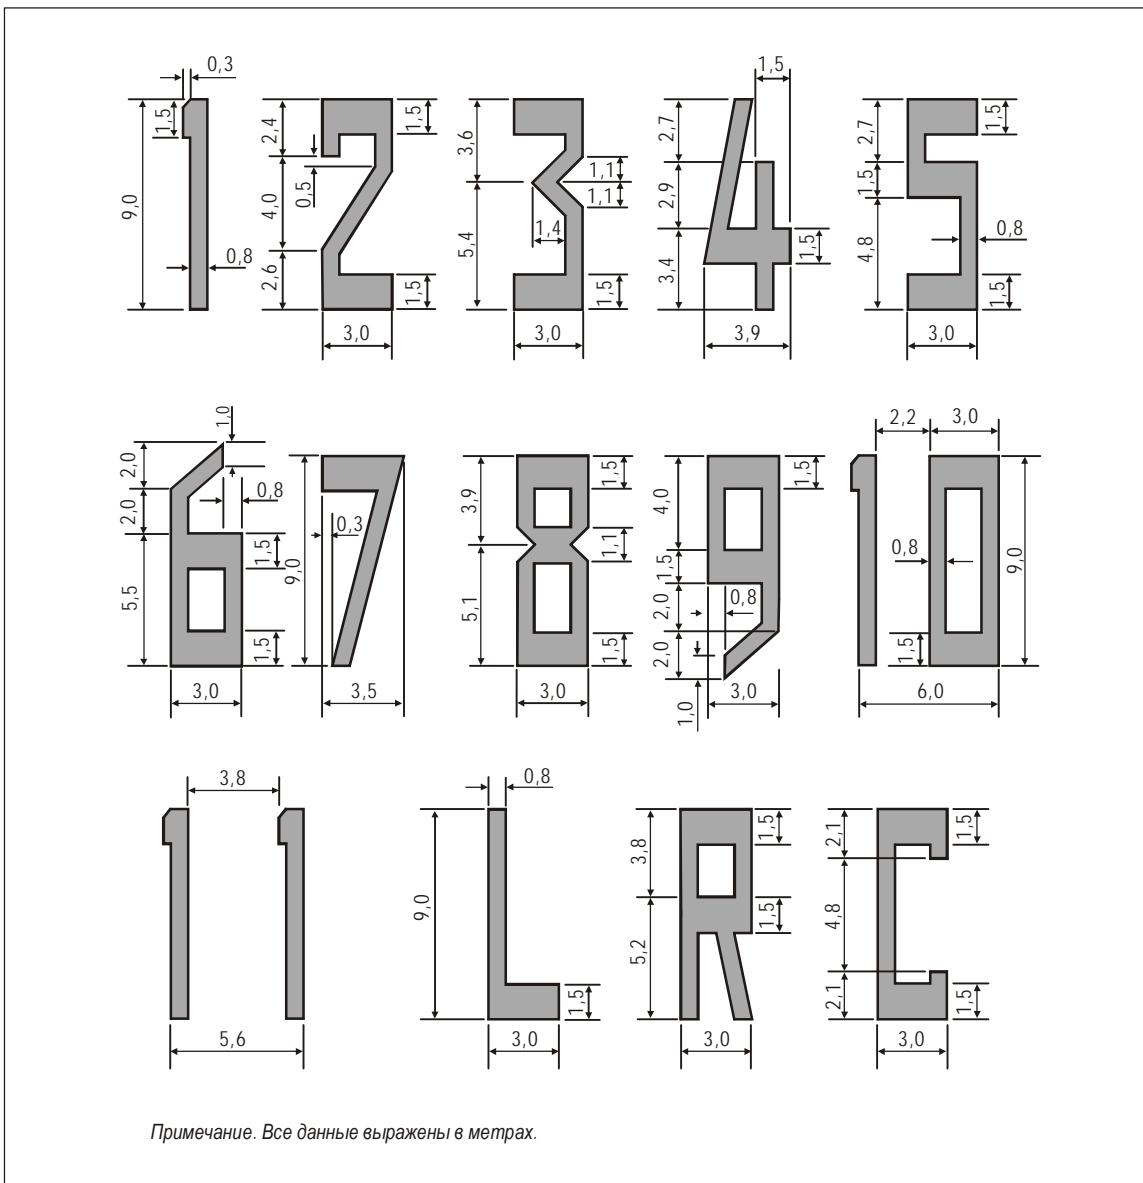 0,3 1,5 9,0 0,8
2,4 1,5 0,5 4,0 2,6 1,5 3,0
3,6 1,1 1,1 1,4 5,4 1,5 3,0
1,5 2,7 2,9 1,5 3,4 3,9
2,7 1,5 1,5 0,8 4,8 1,5 3,0
1,0 2,0 2,0 0,8 1,5 5,5 1,5 3,0
0,3 9,0 3,5
3,9 1,5 1,1 5,1 1,5 3,0
4,0 1,5 1,5 0,8 2,0 2,0 1,0 3,0
2,2 3,0 0,8 9,0 1,5 6,0
3,8 5,6
0,8 9,0 1,5 3,0
3,8 1,5 1,5 5,2 3,0
2,1 1,5 4,8 2,1 1,5 3,0
Примечание. Все данные выражены в метрах.